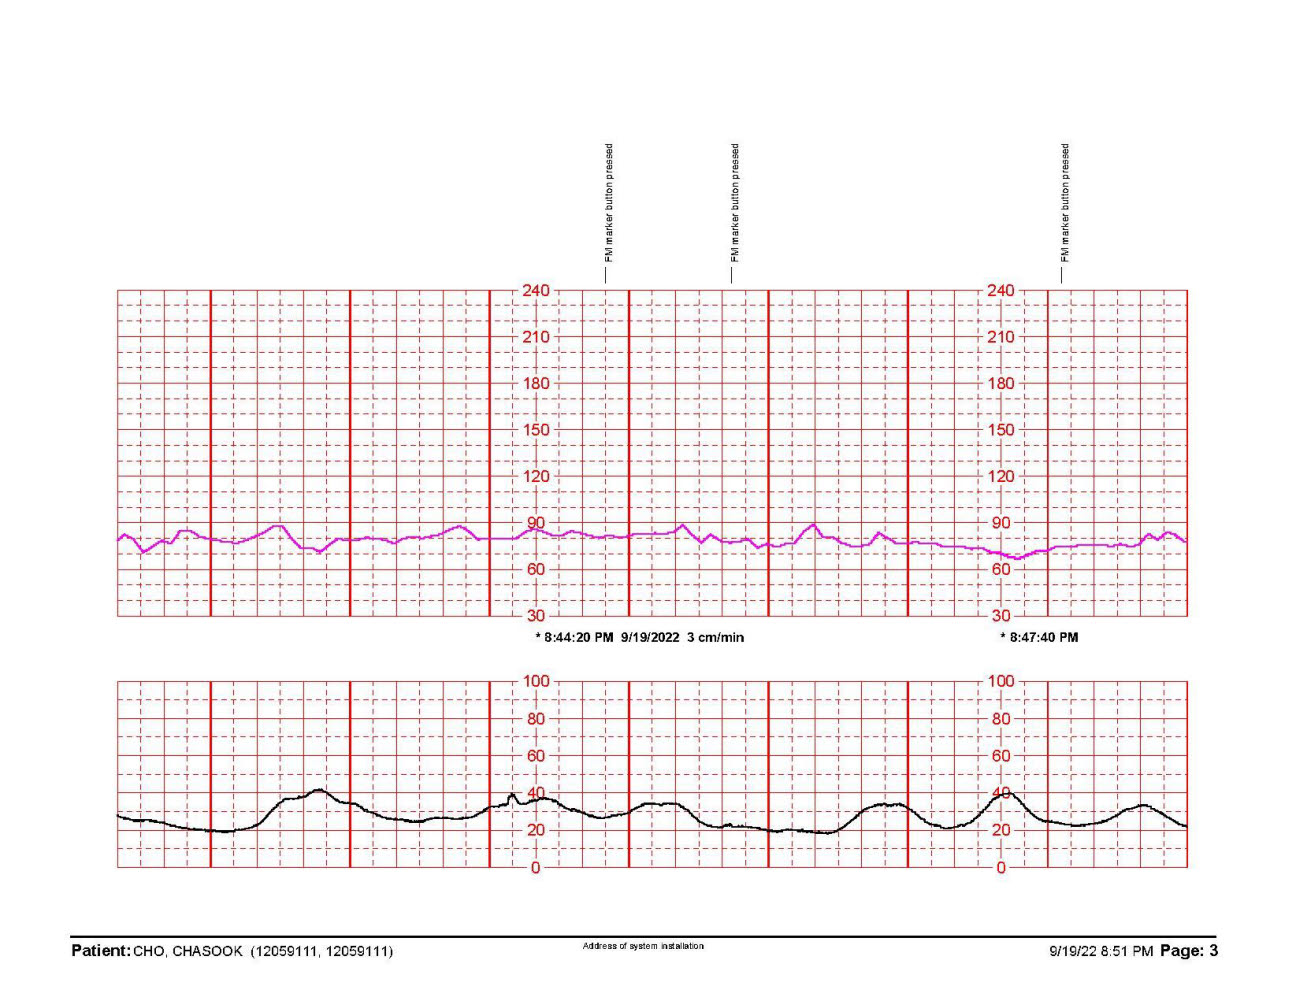 FM marker button pressed
FM marker button pressed
FM marker button pressed
240 240
210 210
180 180
150 150
120 120
90 90
60 60
30 30
* 8:44:20 PM 9/19/2022 3 cm/min * 8:47:40 PM
100 100
80 80
60 60
40 40
20 20
0 0
Patient: CHO, CHASOOK (12059111, 12059111) Address of system installation 9/19/22 8:51 PM Page: 3